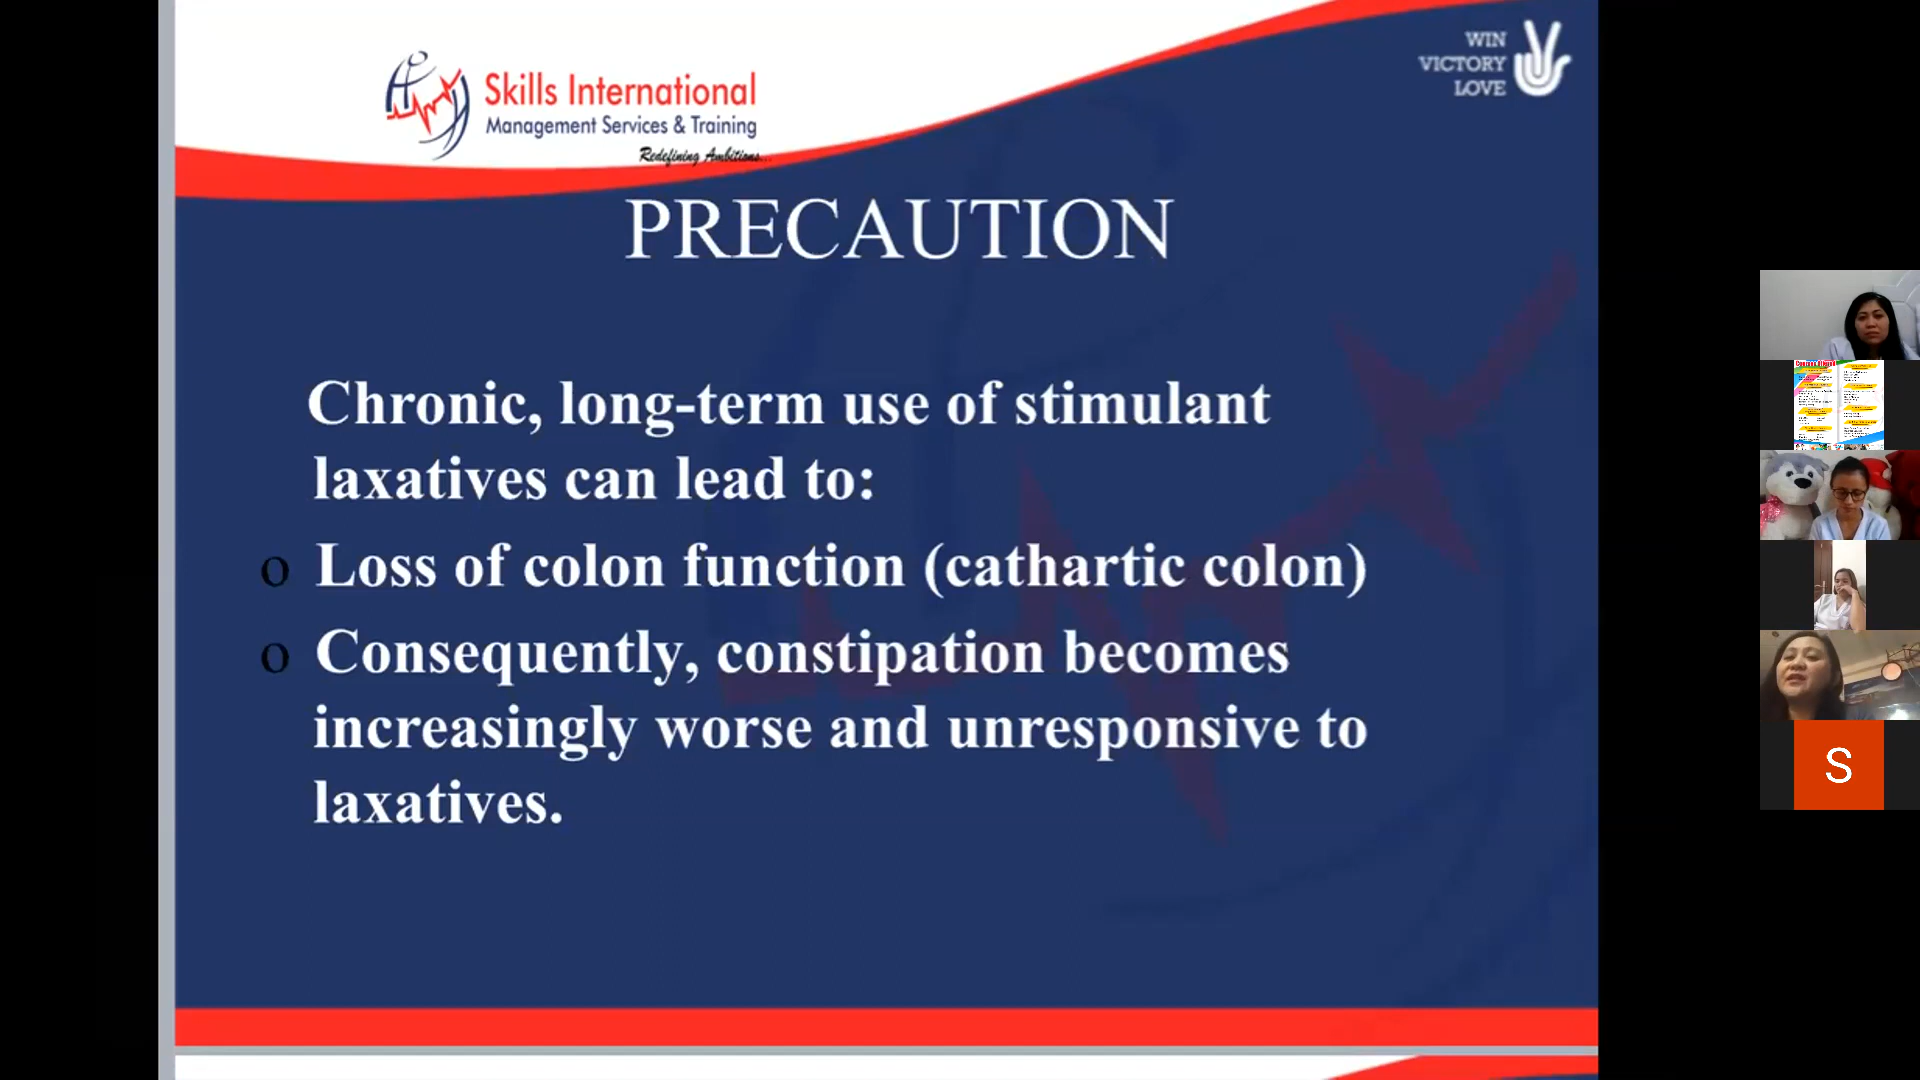 Skills International
Management Services & Training
Redefining Ambitions...
WIN
VICTORY
LOVE
PRECAUTION
Chronic, long-term use of stimulant
laxatives can lead to:
o Loss of colon function (cathartic colon)
o Consequently, constipation becomes
increasingly worse and unresponsive to
laxatives.
S